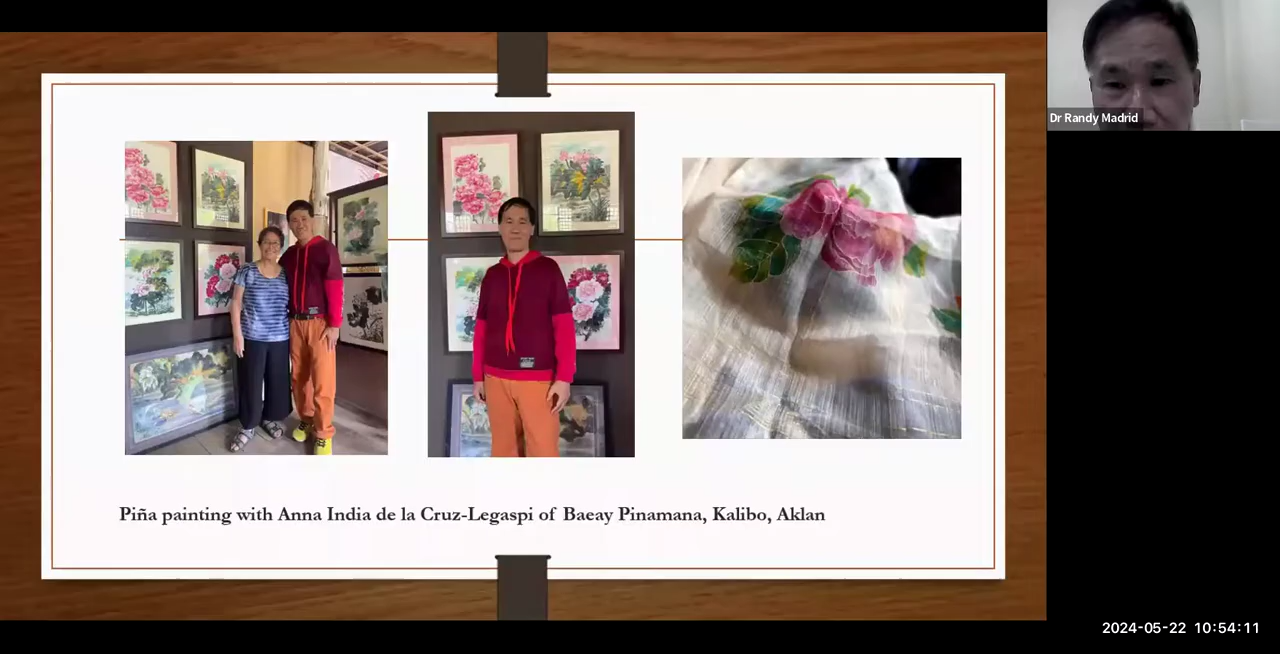 Dr Randy Madrid
Piña painting with Anna India de la Cruz-Legaspi of Baeay Pinamana, Kalibo, Aklan
2024-05-22 10:54:11